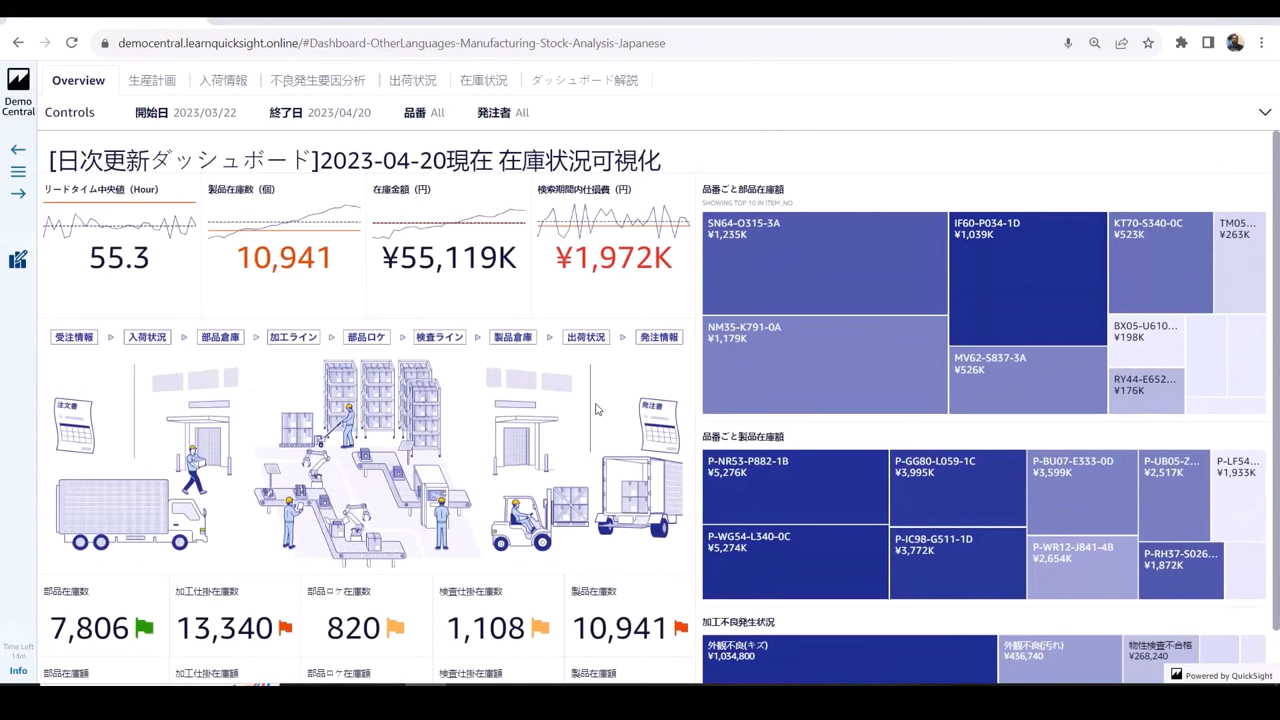 democentral.learnquicksight.online/#Dashboard-OtherLanguages-Manufacturing-Stock-Analysis-Japanese
Demo Central
Overview 生産計画 入荷情報 不良発生要因分析 出荷状況 在庫状況 ダッシュボード解説
Controls 開始日 2023/03/22 終了日 2023/04/20 品番 All 発注者 All
[日次更新ダッシュボード]2023-04-20現在 在庫状況可視化
リードタイム中央値（Hour） 製品在庫数（個） 在庫金額（円） 検索期間内仕損費（円）
55.3 10,941 ¥55,119K ¥1,972K
受注情報 入荷状況 部品倉庫 加工ライン 部品ロケ 検査ライン 製品倉庫 出荷状況 発注情報
注文書
発注書
部品在庫数 加工仕掛在庫数 部品ロケ在庫数 検査仕掛在庫数 製品在庫数
7,806 13,340 820 1,108 10,941
部品在庫額 加工仕掛在庫額 部品ロケ在庫額 検査仕掛在庫額 製品在庫額
品番ごと部品在庫額
SHOWING TOP 10 IN ITEM_NO
SN64-O315-3A
¥1,235K
NM35-K791-0A
¥1,179K
IF60-P034-1D
¥1,039K
MV62-S837-3A
¥526K
KT70-S340-0C
¥523K
TM05...
¥263K
BX05-U610...
¥198K
RY44-E652...
¥176K
品番ごと製品在庫額
P-NR53-P882-1B
¥5,276K
P-WG54-L340-0C
¥5,274K
P-GG80-L059-1C
¥3,995K
P-IC98-G511-1D
¥3,772K
P-BU07-E333-0D
¥3,599K
P-WR12-J841-4B
¥2,654K
P-UB05-Z...
¥2,517K
P-LF54...
¥1,933K
P-RH37-S026...
¥1,872K
加工不良発生状況
外観不良(キズ)
¥1,034,800
外観不良(汚れ)
¥436,740
物性検査不合格
¥268,240
Time Left
14m
Info
Powered by QuickSight